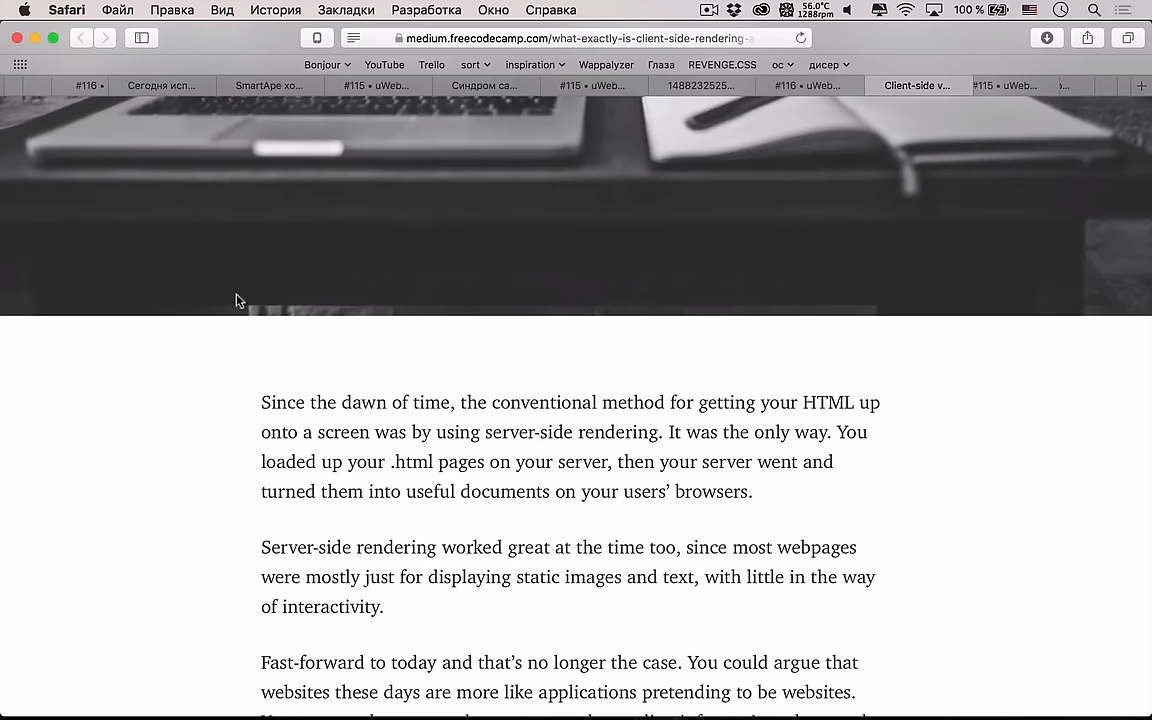 Safari Файл Правка Вид История Закладки Разработка Окно Справка 56.0°C 1288rpm 100 %
medium.freecodecamp.com/what-exactly-is-client-side-rendering-
Bonjour YouTube Trello sort inspiration Wappalyzer Глаза REVENGE.CSS ос дисер
#116 • Сегодня исп... SmartApe хо... #115 • uWeb... Синдром са... #115 • uWeb... 1488232525... #116 • uWeb... Client-side v... #115 • uWeb...
Since the dawn of time, the conventional method for getting your HTML up
onto a screen was by using server-side rendering. It was the only way. You
loaded up your .html pages on your server, then your server went and
turned them into useful documents on your users’ browsers.
Server-side rendering worked great at the time too, since most webpages
were mostly just for displaying static images and text, with little in the way
of interactivity.
Fast-forward to today and that’s no longer the case. You could argue that
websites these days are more like applications pretending to be websites.